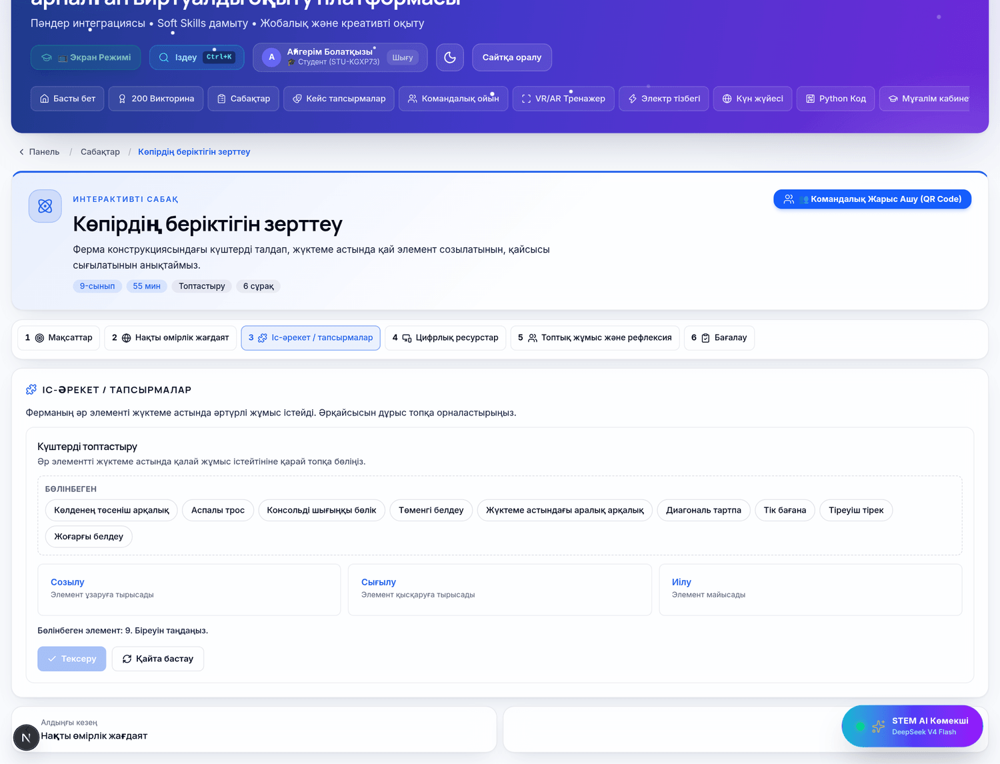 арналған виртуалды оқыту платформасы
Пәндер интеграциясы • Soft Skills дамыту • Жобалық және креативті оқыту
Экран Режимі
Іздеу Ctrl+K
A
Айгерім Болатқызы
Студент (STU-KGXP73)
Шығу
Сайтқа оралу
Басты бет
200 Викторина
Сабақтар
Кейс тапсырмалар
Командалық ойын
VR/AR Тренажер
Электр тізбегі
Күн жүйесі
Python Код
Мұғалім кабине
Панель / Сабақтар / Көпірдің беріктігін зерттеу
ИНТЕРАКТИВТІ САБАҚ
Командалық Жарыс Ашу (QR Code)
Көпірдің беріктігін зерттеу
Ферма конструкциясындағы күштерді талдап, жүктеме астында қай элемент созылатынын, қайсысы
сығылатынын анықтаймыз.
9-сынып
55 мин
Топтастыру
6 сұрақ
1 Мақсаттар
2 Нақты өмірлік жағдаят
3 Іс-әрекет / тапсырмалар
4 Цифрлық ресурстар
5 Топтық жұмыс және рефлексия
6 Бағалау
ІС-ӘРЕКЕТ / ТАПСЫРМАЛАР
Ферманың әр элементі жүктеме астында әртүрлі жұмыс істейді. Әрқайсысын дұрыс топқа орналастырыңыз.
Күштерді топтастыру
Әр элементті жүктеме астында қалай жұмыс істейтініне қарай топқа бөліңіз.
БӨЛІНБЕГЕН
Көлденең төсеніш арқалық
Аспалы трос
Консольді шығыңқы бөлік
Төменгі белдеу
Жүктеме астындағы аралық арқалық
Диагональ тартпа
Тік бағана
Тіреуіш тірек
Жоғарғы белдеу
Созылу
Элемент ұзаруға тырысады
Сығылу
Элемент қысқаруға тырысады
Иілу
Элемент майысады
Бөлінбеген элемент: 9. Біреуін таңдаңыз.
Тексеру
Қайта бастау
Алдыңғы кезең
Нақты өмірлік жағдаят
N
STEM AI Көмекші
DeepSeek V4 Flash